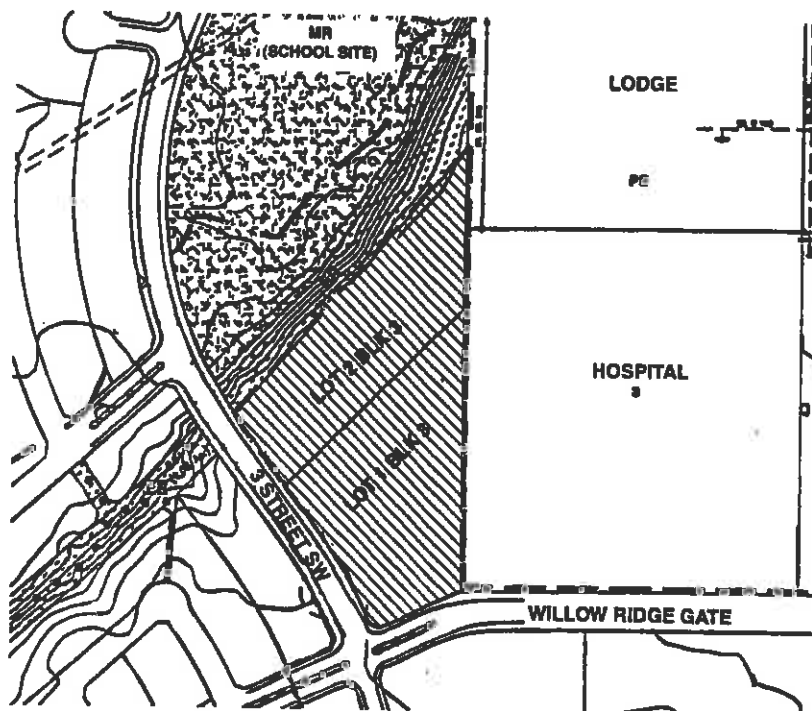 MR
(SCHOOL SITE)
LODGE
HOSPITAL
LOT 2 BLK 3
LOT 1 BLK 3
3 STREET SW
WILLOW RIDGE GATE